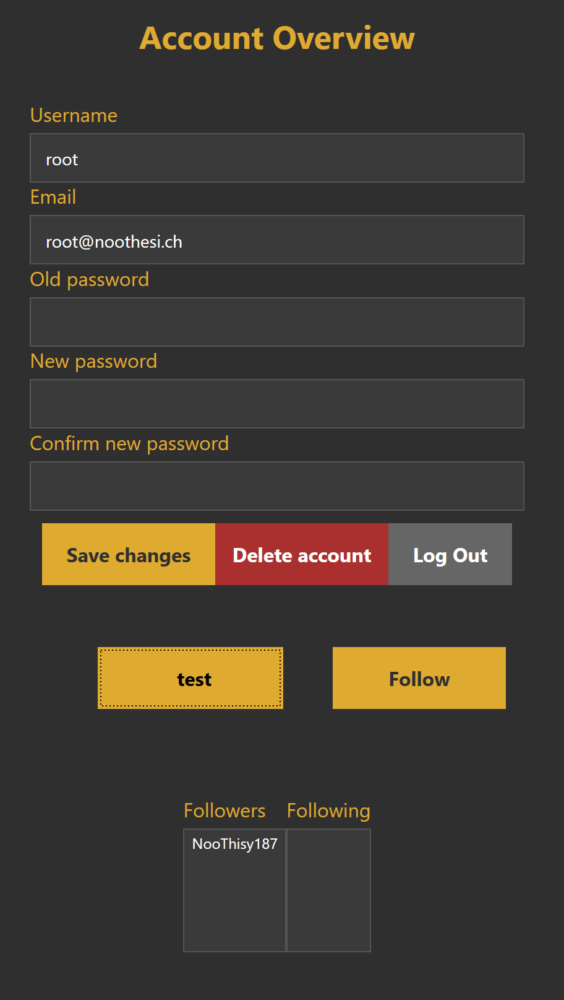 Account Overview
Username
root
Email
root@noothesi.ch
Old password
New password
Confirm new password
Save changes Delete account Log Out
test Follow
Followers Following
NooThisy187